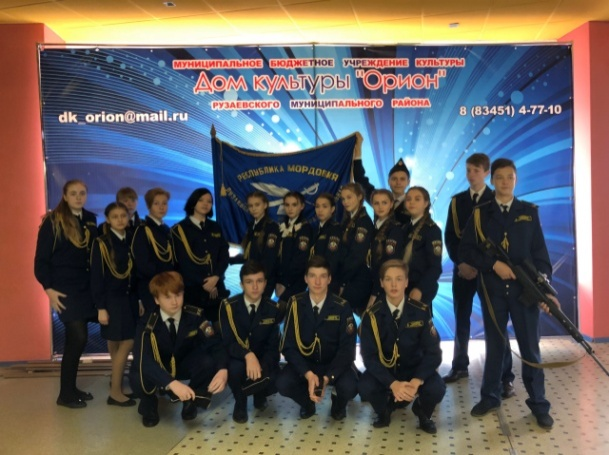 МУНИЦИПАЛЬНОЕ БЮДЖЕТНОЕ УЧРЕЖДЕНИЕ КУЛЬТУРЫ
Дом культуры "Орион"
РУЗАЕВСКОГО МУНИЦИПАЛЬНОГО РАЙОНА
dk_orion@mail.ru
8 (83451) 4-77-10
РЕСПУБЛИКА МОРДОВИЯ